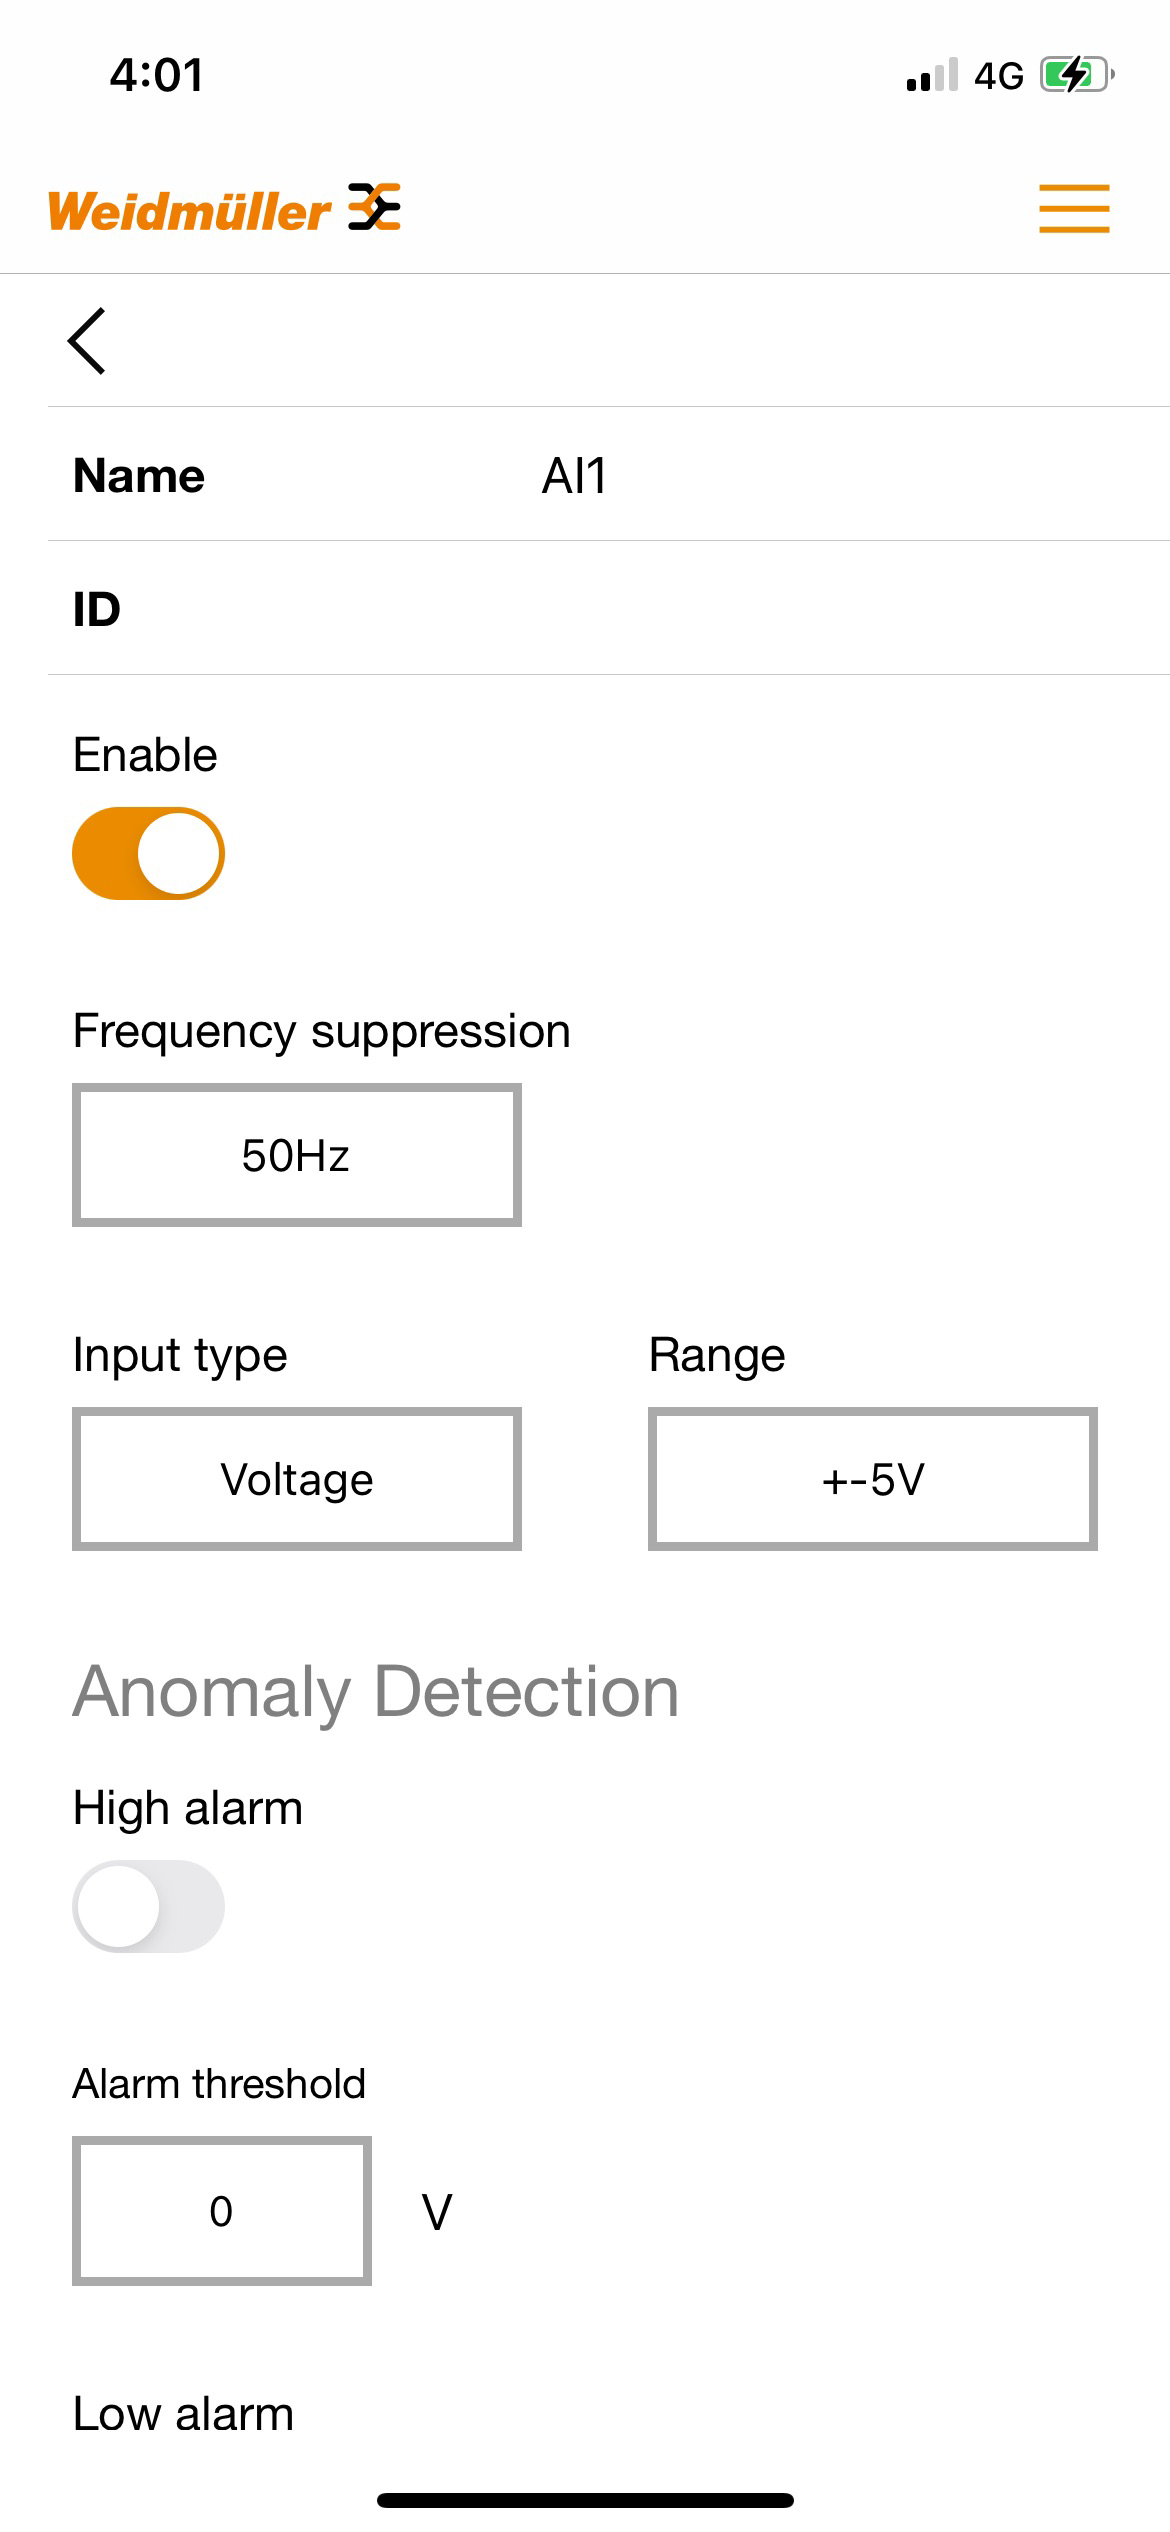 4:01 4G
Weidmüller
Name AI1
ID
Enable
Frequency suppression
50Hz
Input type Range
Voltage +-5V
Anomaly Detection
High alarm
Alarm threshold
0 V
Low alarm